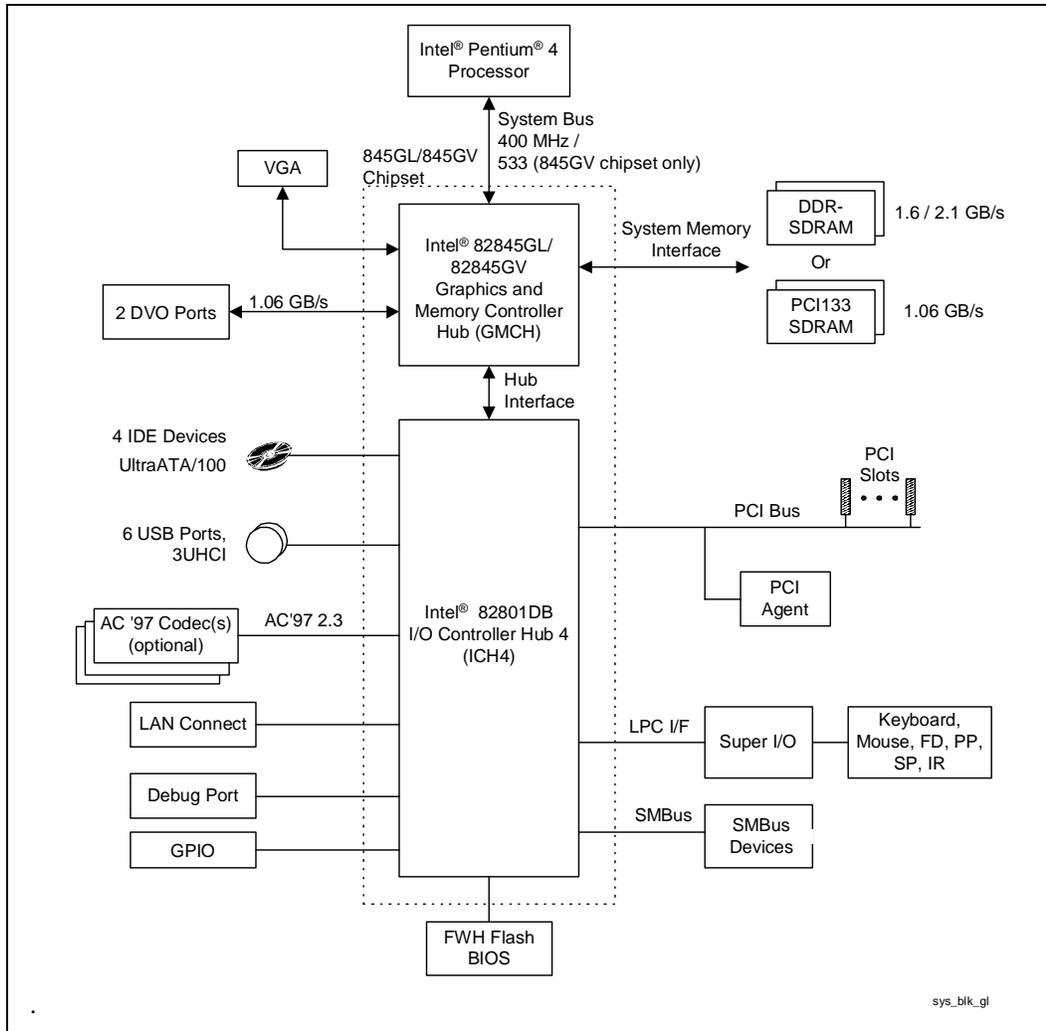 Intel® Pentium® 4
Processor
System Bus
400 MHz /
533 (845GV chipset only)
845GL/845GV
Chipset
VGA
DDR-
SDRAM
1.6 / 2.1 GB/s
System Memory
Interface
Intel® 82845GL/
82845GV
Graphics and
Memory Controller
Hub (GMCH)
Or
2 DVO Ports
1.06 GB/s
PCI133
SDRAM
1.06 GB/s
Hub
Interface
4 IDE Devices
UltraATA/100
PCI
Slots
PCI Bus
6 USB Ports,
3UHCI
PCI
Agent
Intel® 82801DB
I/O Controller Hub 4
(ICH4)
AC '97 Codec(s)
(optional)
AC'97 2.3
LAN Connect
LPC I/F
Super I/O
Keyboard,
Mouse, FD, PP,
SP, IR
Debug Port
SMBus
SMBus
Devices
GPIO
FWH Flash
BIOS
.
sys_blk_gl